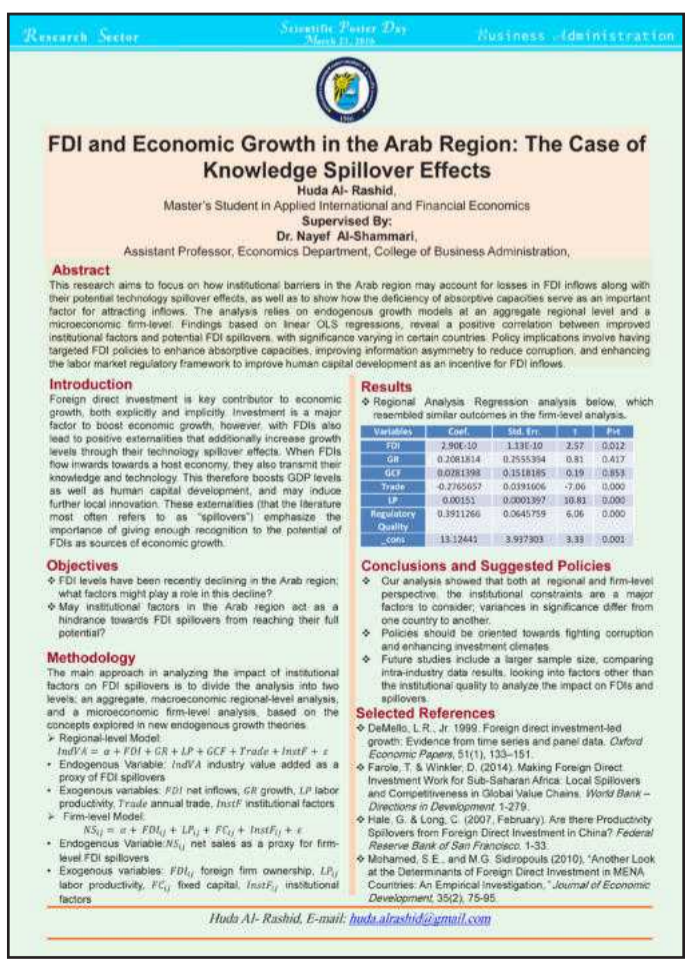 Research Sector
Scientific Poster Day
March 21, 2016
Business Administration
1966
FDI and Economic Growth in the Arab Region: The Case of
Knowledge Spillover Effects
Huda Al- Rashid,
Master's Student in Applied International and Financial Economics
Supervised By:
Dr. Nayef Al-Shammari,
Assistant Professor, Economics Department, College of Business Administration,
Abstract
This research aims to focus on how institutional barriers in the Arab region may account for losses in FDI inflows along with
their potential technology spillover effects, as well as to show how the deficiency of absorptive capacities serve as an important
factor for attracting inflows. The analysis relies on endogenous growth models at an aggregate regional level and a
microeconomic firm-level. Findings based on linear OLS regressions, reveal a positive correlation between improved
institutional factors and potential FDI spillovers, with significance varying in certain countries. Policy implications involve having
targeted FDI policies to enhance absorptive capacities, improving information asymmetry to reduce corruption, and enhancing
the labor market regulatory framework to improve human capital development as an incentive for FDI inflows.
Introduction
Foreign direct investment is key contributor to economic
growth, both explicitly and implicitly. Investment is a major
factor to boost economic growth, however, with FDIs also
lead to positive externalities that additionally increase growth
levels through their technology spillover effects. When FDIs
flow inwards towards a host economy, they also transmit their
knowledge and technology. This therefore boosts GDP levels
as well as human capital development, and may induce
further local innovation. These externalities (that the literature
most often refers to as "spillovers") emphasize the
importance of giving enough recognition to the potential of
FDIs as sources of economic growth.
Objectives
❖ FDI levels have been recently declining in the Arab region;
what factors might play a role in this decline?
❖ May institutional factors in the Arab region act as a
hindrance towards FDI spillovers from reaching their full
potential?
Methodology
The main approach in analyzing the impact of institutional
factors on FDI spillovers is to divide the analysis into two
levels; an aggregate, macroeconomic regional-level analysis,
and a microeconomic firm-level analysis, based on the
concepts explored in new endogenous growth theories.
➢ Regional-level Model:
IndVA = α + FDI + GR + LP + GCF + Trade + InstF + ε
• Endogenous Variable: IndVA industry value added as a
proxy of FDI spillovers
• Exogenous variables: FDI net inflows, GR growth, LP labor
productivity, Trade annual trade, InstF institutional factors
➢ Firm-level Model:
NSij = α + FDIij + LPij + FCij + InstFij + ε
• Endogenous Variable:NSij net sales as a proxy for firm-
level FDI spillovers
• Exogenous variables: FDIij foreign firm ownership, LPij
labor productivity, FCij fixed capital, InstFij institutional
factors
Results
❖ Regional Analysis Regression analysis below, which
resembled similar outcomes in the firm-level analysis.
Variables Coef. Std. Err. t P>t
FDI 2.90E-10 1.13E-10 2.57 0.012
GR 0.2081814 0.2555394 0.81 0.417
GCF 0.0281398 0.1518185 0.19 0.853
Trade -0.2765657 0.0391606 -7.06 0.000
LP 0.00151 0.0001397 10.81 0.000
Regulatory 0.3911266 0.0645759 6.06 0.000
Quality
_cons 13.12441 3.937303 3.33 0.001
Conclusions and Suggested Policies
❖ Our analysis showed that both at regional and firm-level
perspective, the institutional constraints are a major
factors to consider; variances in significance differ from
one country to another.
❖ Policies should be oriented towards fighting corruption
and enhancing investment climates
❖ Future studies include a larger sample size, comparing
intra-industry data results, looking into factors other than
the institutional quality to analyze the impact on FDIs and
spillovers.
Selected References
❖ DeMello, L.R., Jr. 1999. Foreign direct investment-led
growth: Evidence from time series and panel data. Oxford
Economic Papers, 51(1), 133–151.
❖ Farole, T. & Winkler, D. (2014). Making Foreign Direct
Investment Work for Sub-Saharan Africa: Local Spillovers
and Competitiveness in Global Value Chains. World Bank –
Directions in Development, 1-279.
❖ Hale, G. & Long, C. (2007, February). Are there Productivity
Spillovers from Foreign Direct Investment in China? Federal
Reserve Bank of San Francisco. 1-33.
❖ Mohamed, S.E., and M.G. Sidiropouls (2010), "Another Look
at the Determinants of Foreign Direct Investment in MENA
Countries: An Empirical Investigation," Journal of Economic
Development, 35(2), 75-95.
Huda Al- Rashid, E-mail: huda.alrashid@gmail.com